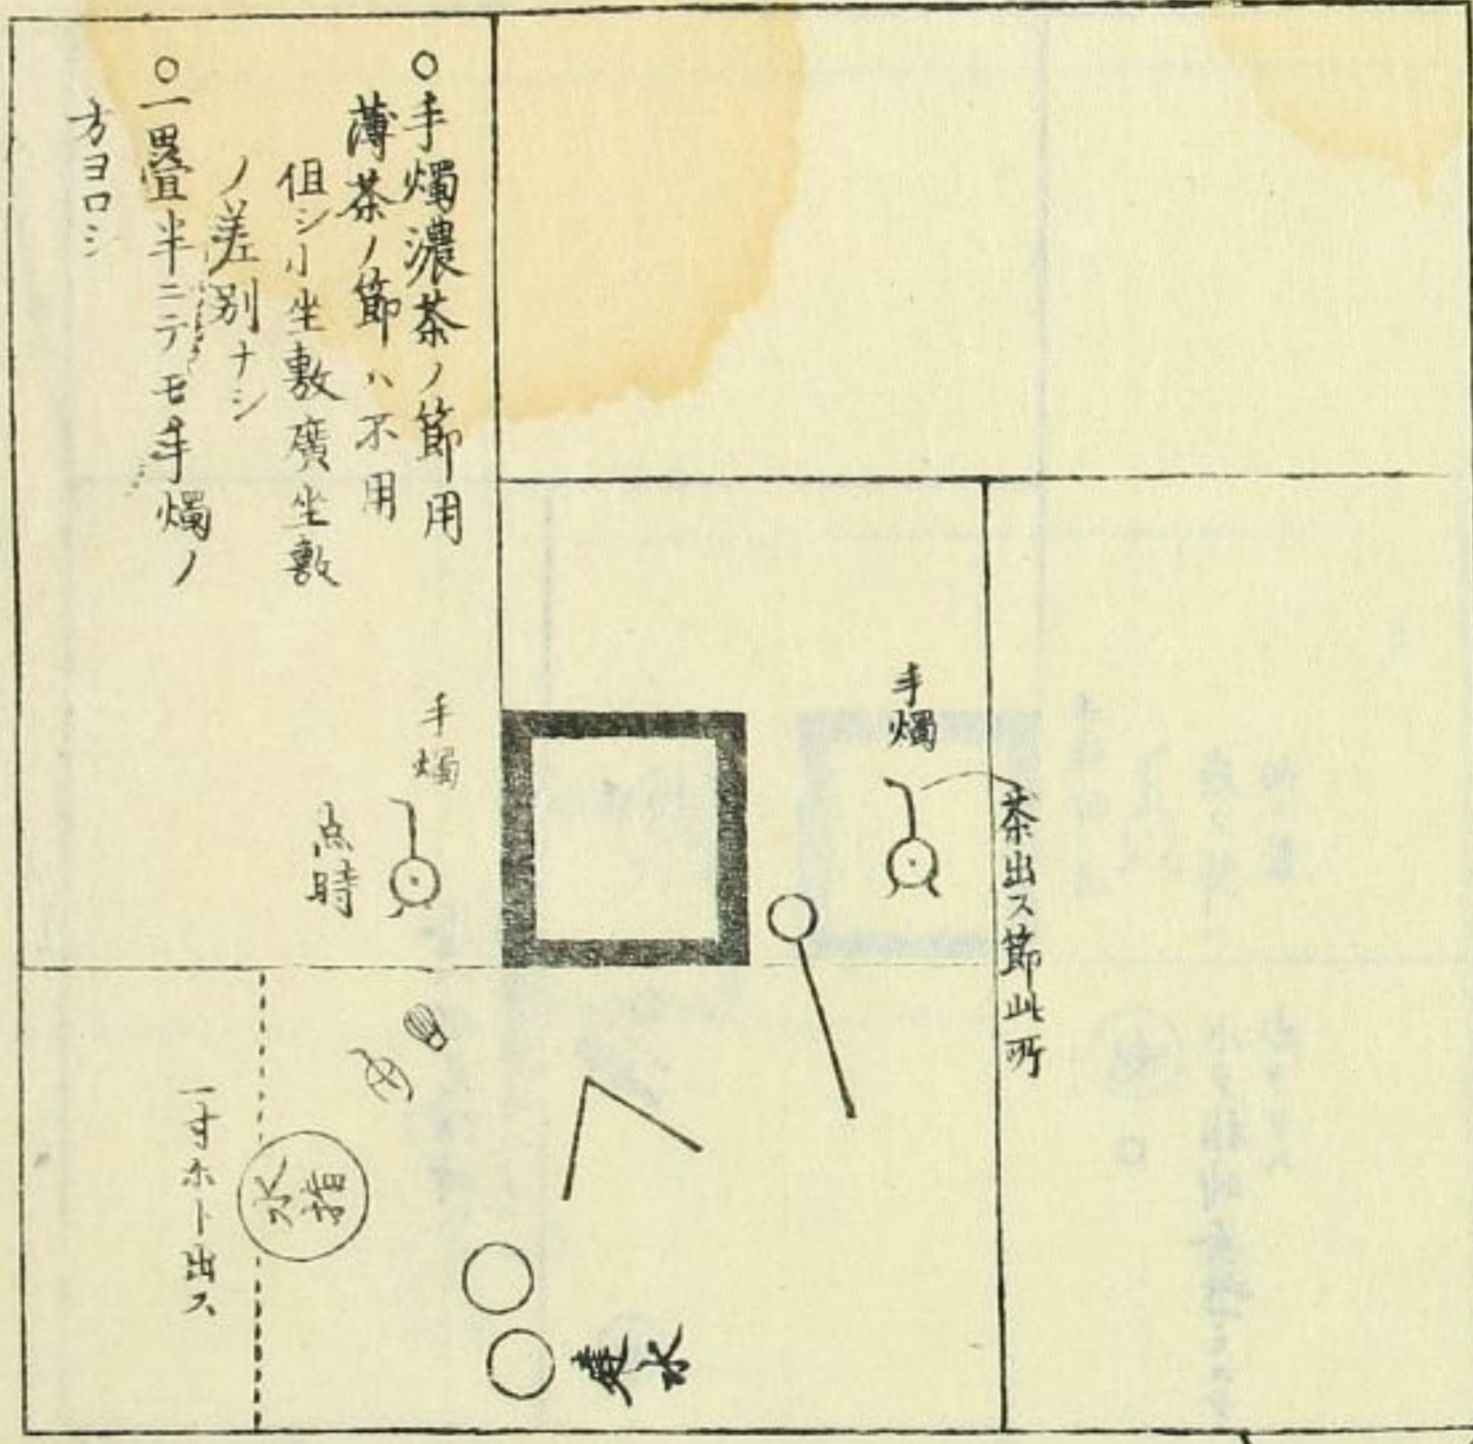 ○手燭濃茶ノ節用
薄茶ノ節ハ不用
但シ小坐敷廣坐敷
ノ差別ナシ
○一畳半ニテモ手燭ノ
方ヨロシ
手燭
茶出ス節此所
手燭
点時
水指
一寸ホト出ス